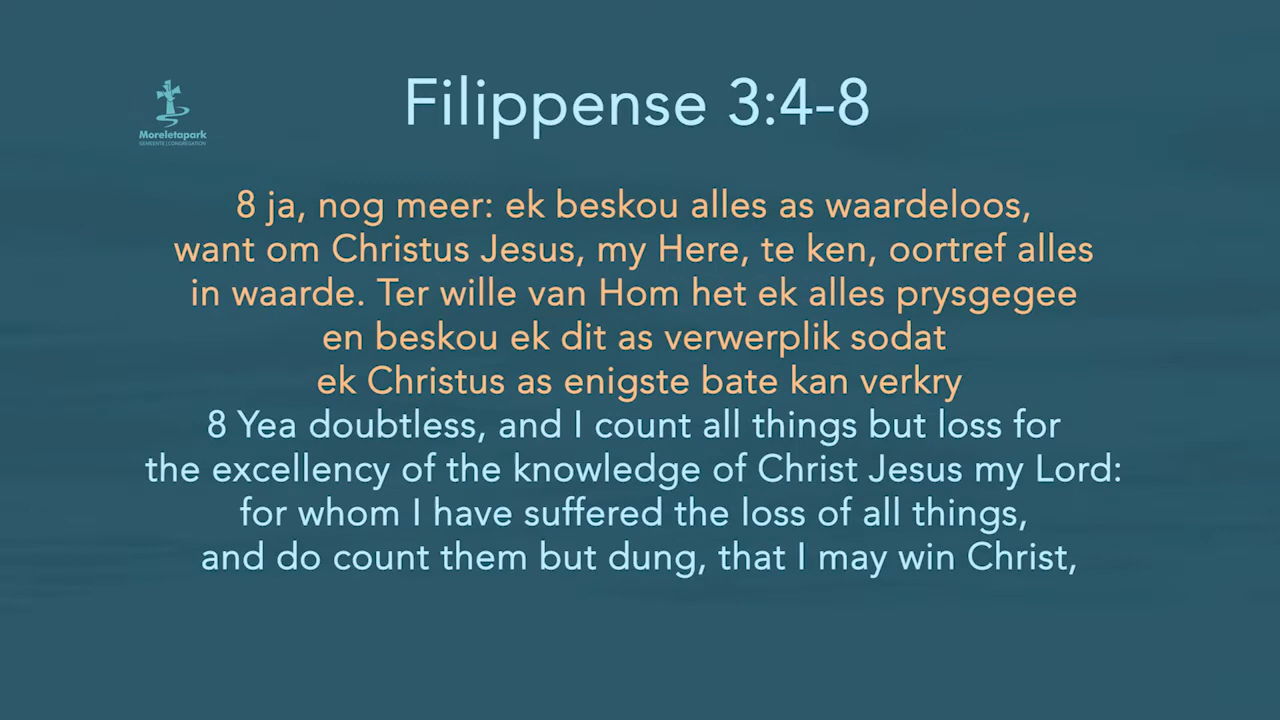 Filippense 3:4-8
Moreletapark
GEMEENTE | CONGREGATION
8 ja, nog meer: ek beskou alles as waardeloos,
want om Christus Jesus, my Here, te ken, oortref alles
in waarde. Ter wille van Hom het ek alles prysgegee
en beskou ek dit as verwerplik sodat
ek Christus as enigste bate kan verkry
8 Yea doubtless, and I count all things but loss for
the excellency of the knowledge of Christ Jesus my Lord:
for whom I have suffered the loss of all things,
and do count them but dung, that I may win Christ,